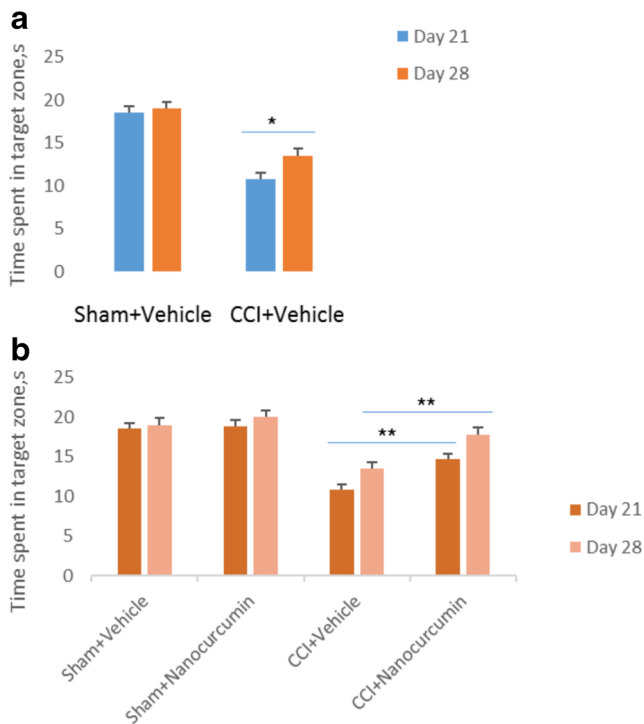 a
Day 21
Day 28
Time spent in target zone,s
25
20
15
10
5
0
*
Sham+Vehicle CCI+Vehicle
b
Time spent in target zone,s
25
20
15
10
5
0
**
**
Day 21
Day 28
Sham+Vehicle
Sham+Nanocurcumin
CCI+Vehicle
CCI+Nanocurcumin